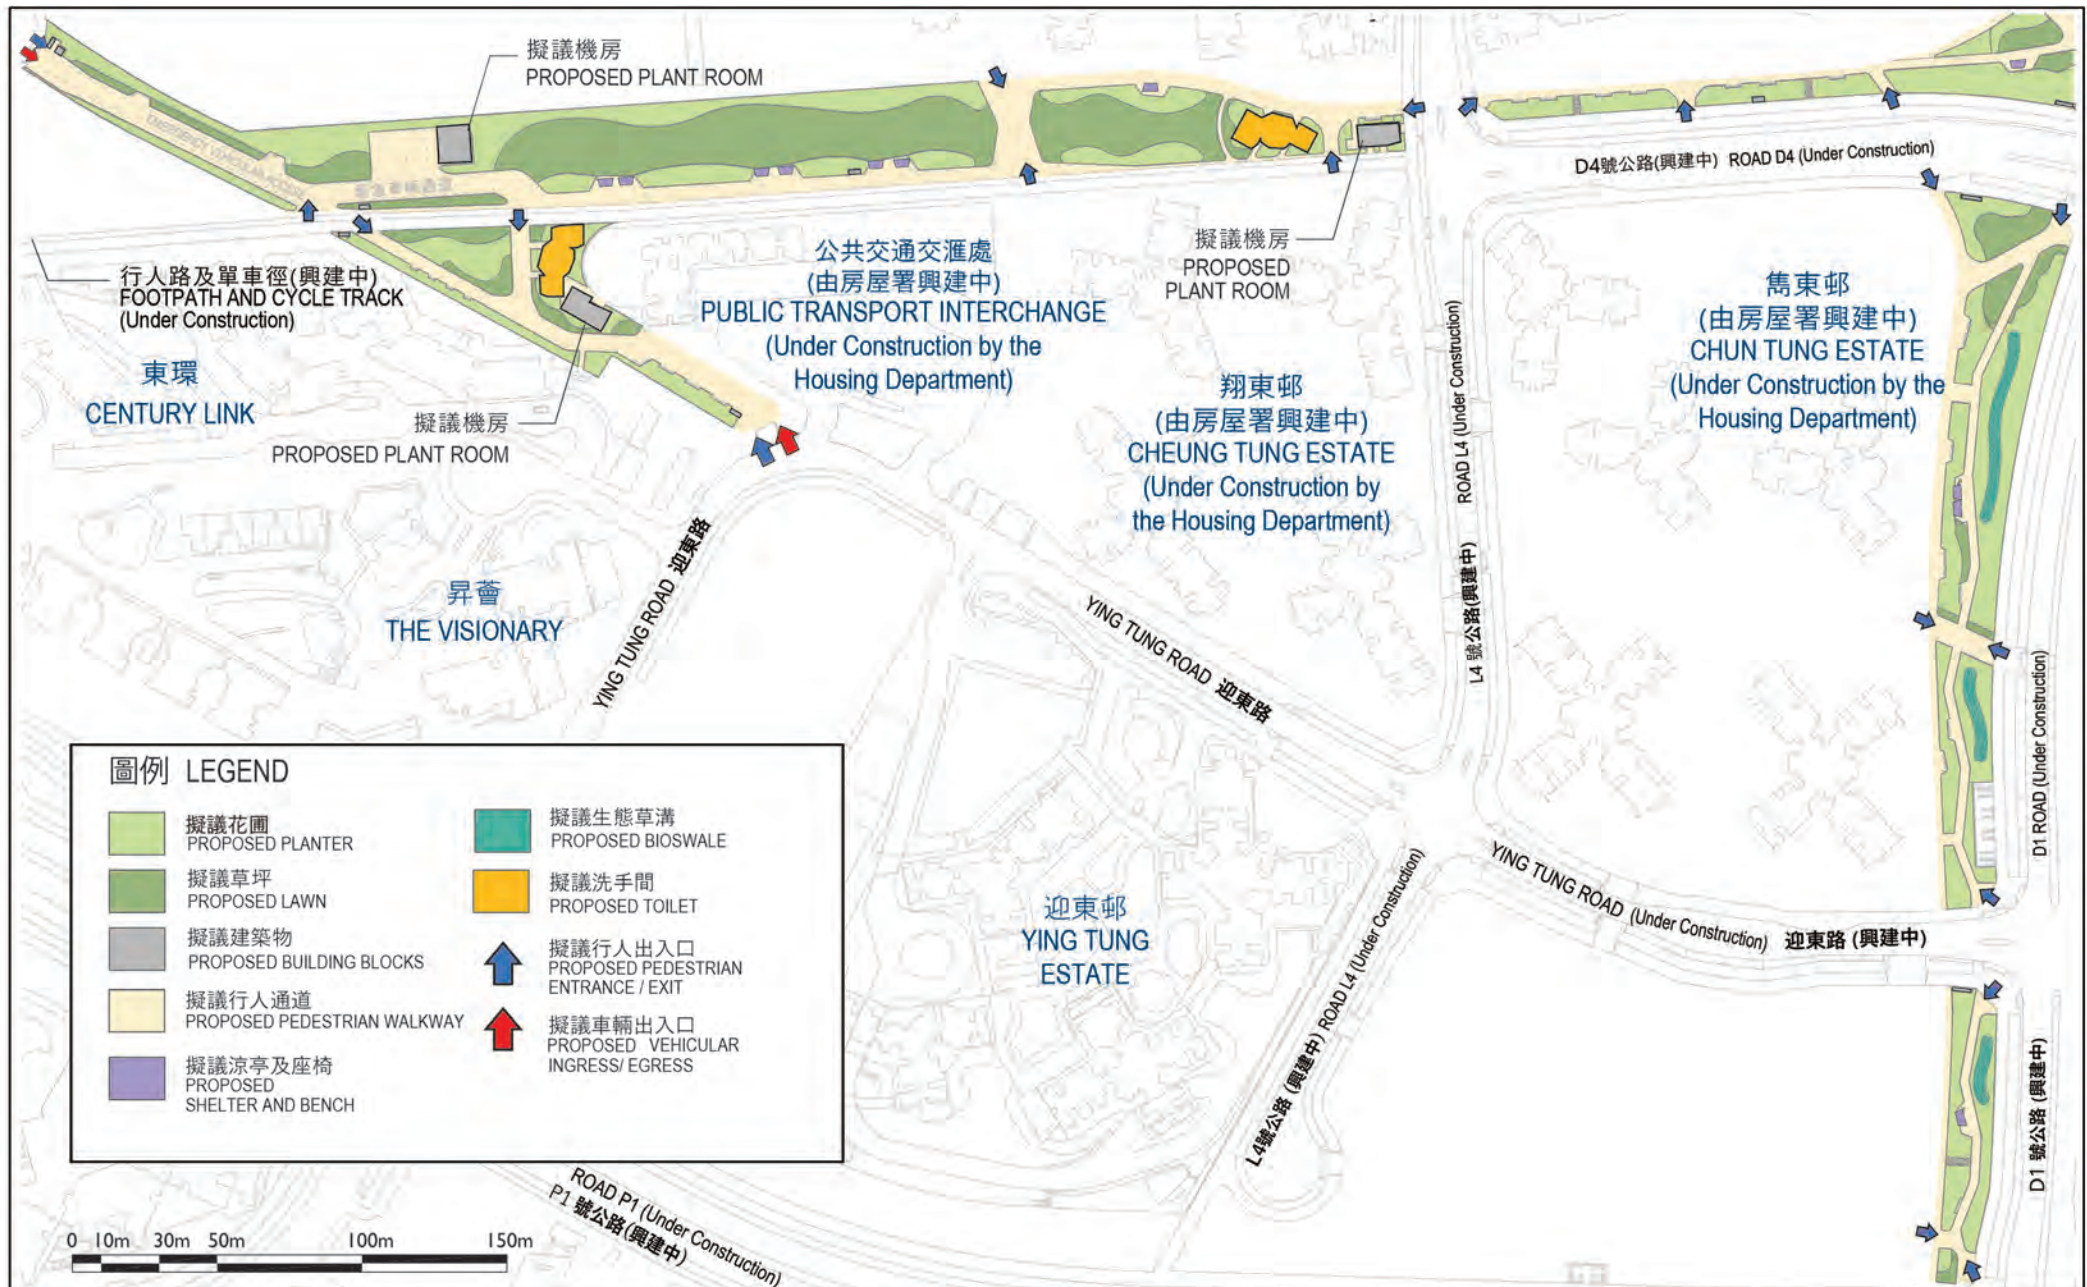 擬議機房
PROPOSED PLANT ROOM
EMERGENCY VEHICULAR ACCESS
緊急車輛通道
D4號公路(興建中) ROAD D4 (Under Construction)
行人路及單車徑(興建中)
FOOTPATH AND CYCLE TRACK
(Under Construction)
公共交通交滙處
(由房屋署興建中)
PUBLIC TRANSPORT INTERCHANGE
(Under Construction by the
Housing Department)
擬議機房
PROPOSED
PLANT ROOM
雋東邨
(由房屋署興建中)
CHUN TUNG ESTATE
(Under Construction by the
Housing Department)
東環
CENTURY LINK
擬議機房
PROPOSED PLANT ROOM
翔東邨
(由房屋署興建中)
CHEUNG TUNG ESTATE
(Under Construction by
the Housing Department)
L4 號公路(興建中) ROAD L4 (Under Construction)
昇薈
THE VISIONARY
YING TUNG ROAD 迎東路
YING TUNG ROAD 迎東路
D1 ROAD (Under Construction)
YING TUNG ROAD (Under Construction) 迎東路 (興建中)
迎東邨
YING TUNG
ESTATE
L4號公路 (興建中) ROAD L4 (Under Construction)
D1 號公路 (興建中)
圖例 LEGEND
擬議花圃
PROPOSED PLANTER
擬議草坪
PROPOSED LAWN
擬議建築物
PROPOSED BUILDING BLOCKS
擬議行人通道
PROPOSED PEDESTRIAN WALKWAY
擬議涼亭及座椅
PROPOSED
SHELTER AND BENCH
擬議生態草溝
PROPOSED BIOSWALE
擬議洗手間
PROPOSED TOILET
擬議行人出入口
PROPOSED PEDESTRIAN
ENTRANCE / EXIT
擬議車輛出入口
PROPOSED VEHICULAR
INGRESS/ EGRESS
ROAD P1 (Under Construction)
P1 號公路(興建中)
0 10m 30m 50m 100m 150m